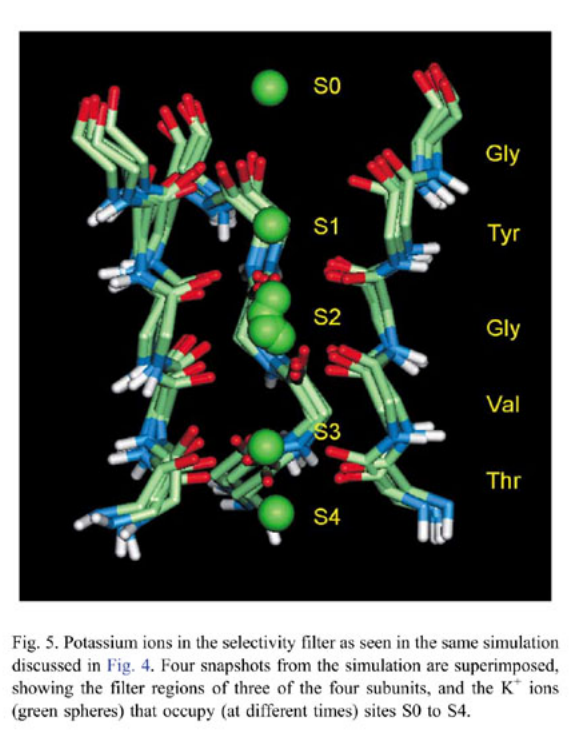 S0
Gly
S1
Tyr
S2
Gly
Val
S3
Thr
S4
Fig. 5. Potassium ions in the selectivity filter as seen in the same simulation
discussed in Fig. 4. Four snapshots from the simulation are superimposed,
showing the filter regions of three of the four subunits, and the K⁺ ions
(green spheres) that occupy (at different times) sites S0 to S4.